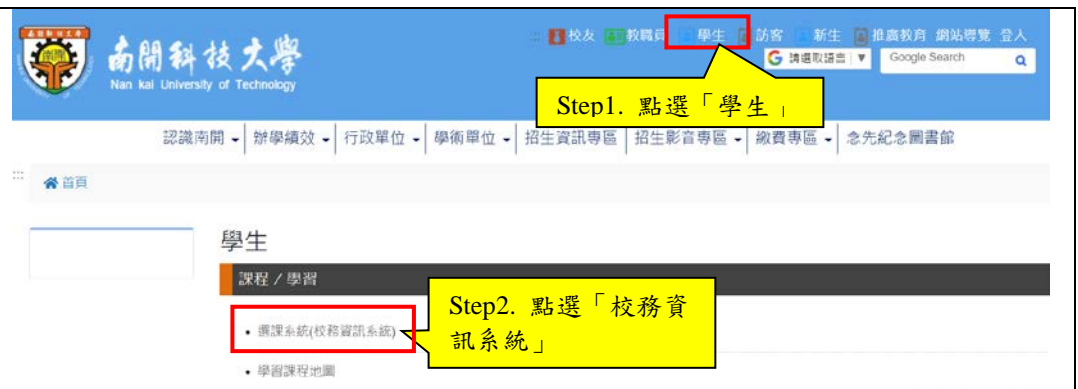 校友 教職員 學生 訪客 新生 推廣教育 網站導覽 登入
南開科技大學
Nan kai University of Technology
G 請選取語言 ▼ Google Search
Step1. 點選「學生」
認識南開 辦學績效 行政單位 學術單位 招生資訊專區 招生影音專區 繳費專區 念先紀念圖書館
首頁
學生
課程 / 學習
Step2. 點選「校務資
訊系統」
• 選課系統(校務資訊系統)
• 學習課程地圖